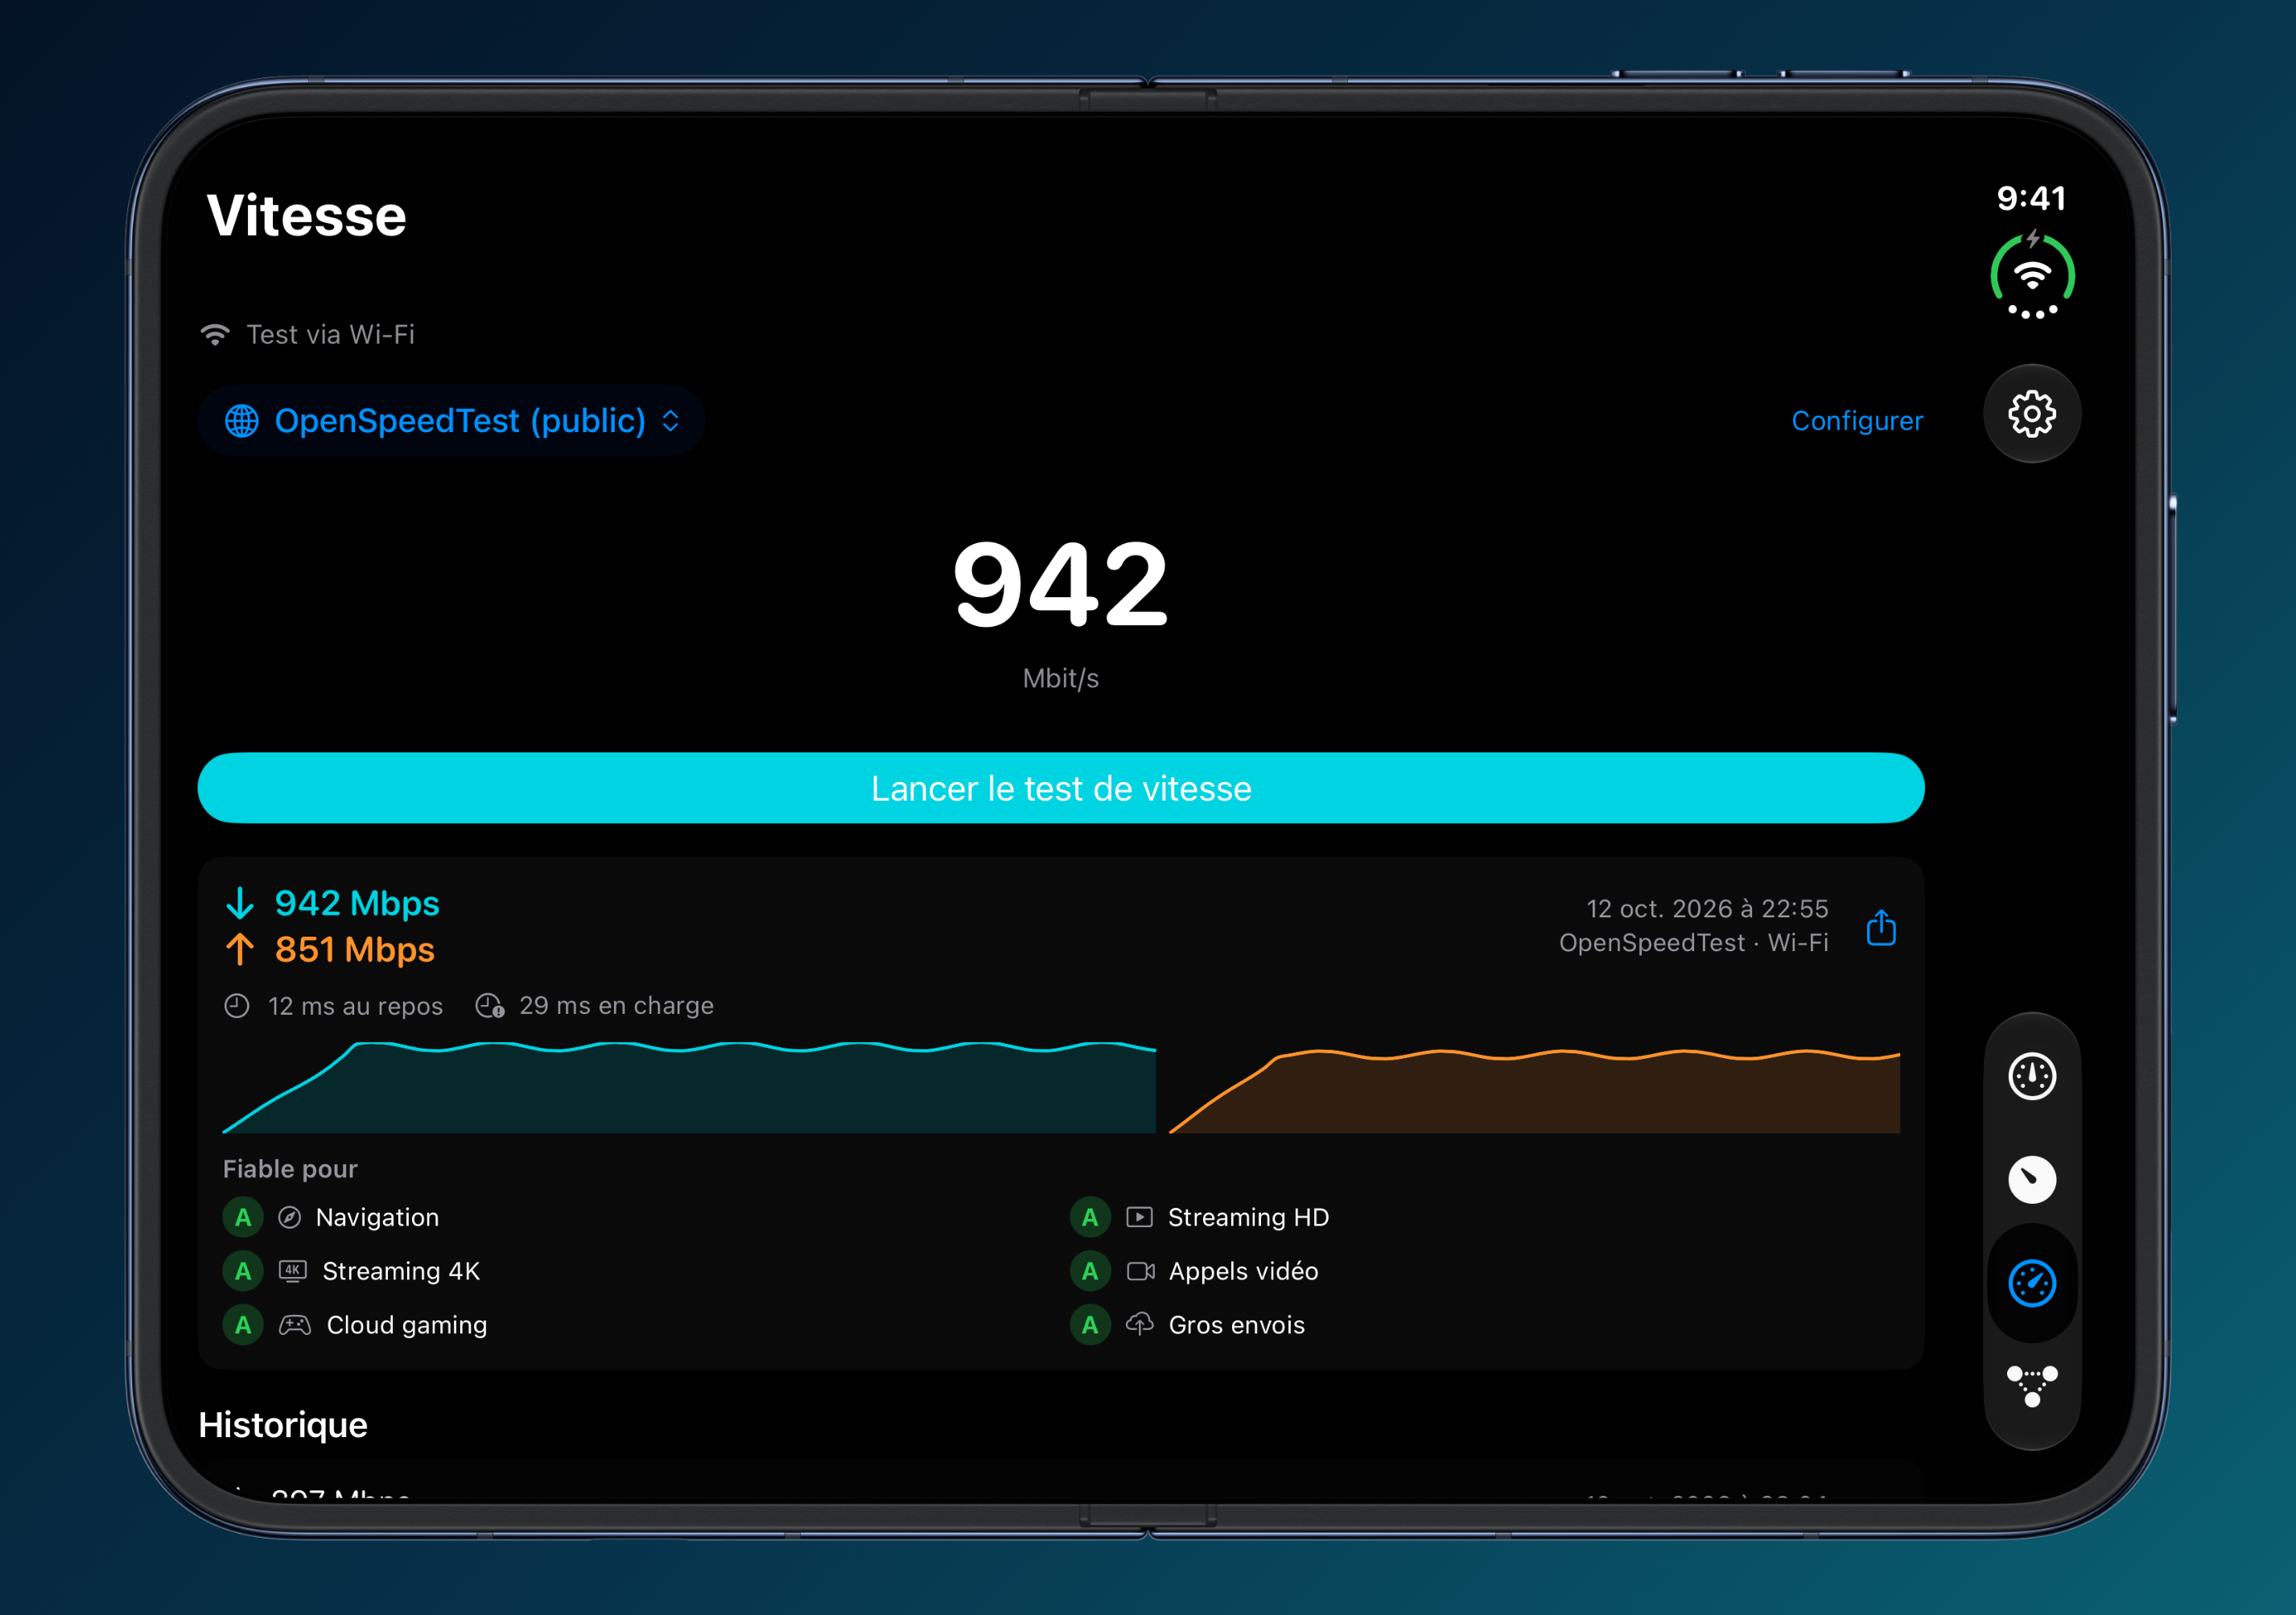 Vitesse
9:41
Test via Wi-Fi
OpenSpeedTest (public)
Configurer
942
Mbit/s
Lancer le test de vitesse
942 Mbps
851 Mbps
12 oct. 2026 à 22:55
OpenSpeedTest · Wi-Fi
12 ms au repos
29 ms en charge
Fiable pour
A Navigation
A Streaming HD
A 4K Streaming 4K
A Appels vidéo
A Cloud gaming
A Gros envois
Historique